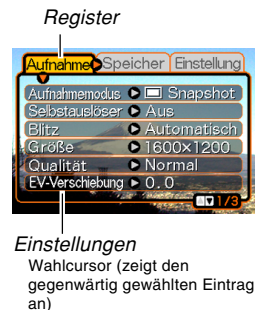 Register
Aufnahme Speicher Einstellung
Aufnahmemodus Snapshot
Selbstauslöser Aus
Blitz Automatisch
Größe 1600×1200
Qualität Normal
EV-Verschiebung 0.0
1/3
Einstellungen
Wahlcursor (zeigt den
gegenwärtig gewählten Eintrag
an)